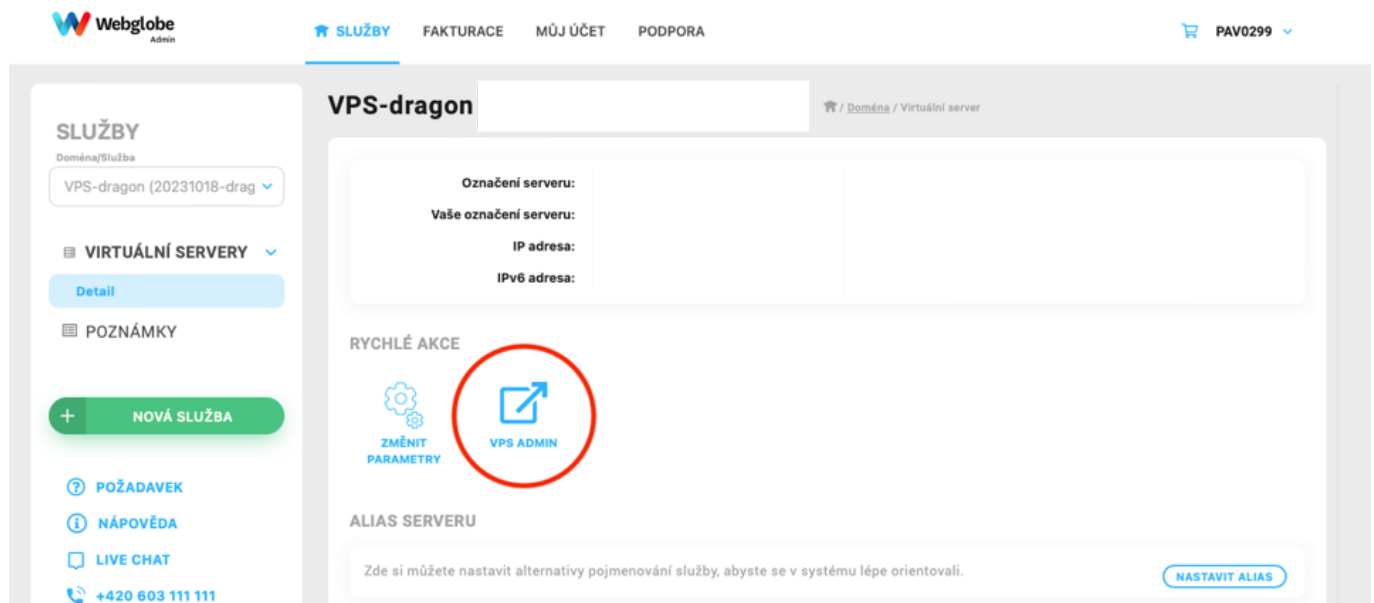 Webglobe
Admin
SLUŽBY
FAKTURACE
MŮJ ÚČET
PODPORA
PAV0299
SLUŽBY
Doména/Služba
VPS-dragon (20231018-drag
VIRTUÁLNÍ SERVERY
Detail
POZNÁMKY
+ NOVÁ SLUŽBA
POŽADAVEK
NÁPOVĚDA
LIVE CHAT
+420 603 111 111
VPS-dragon
/ Doména / Virtuální server
Označení serveru:
Vaše označení serveru:
IP adresa:
IPv6 adresa:
RYCHLÉ AKCE
ZMĚNIT
PARAMETRY
VPS ADMIN
ALIAS SERVERU
Zde si můžete nastavit alternativy pojmenování služby, abyste se v systému lépe orientovali.
NASTAVIT ALIAS